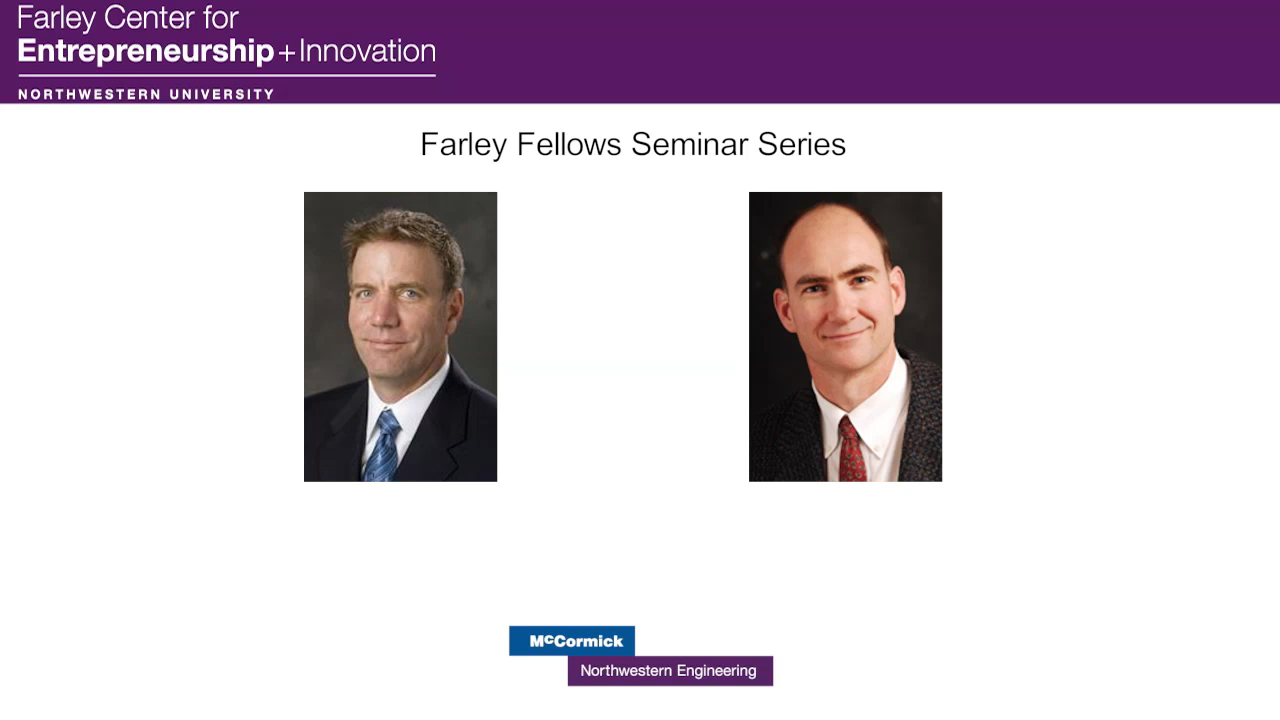 Farley Center for
Entrepreneurship+Innovation
NORTHWESTERN UNIVERSITY
Farley Fellows Seminar Series
McCormick
Northwestern Engineering